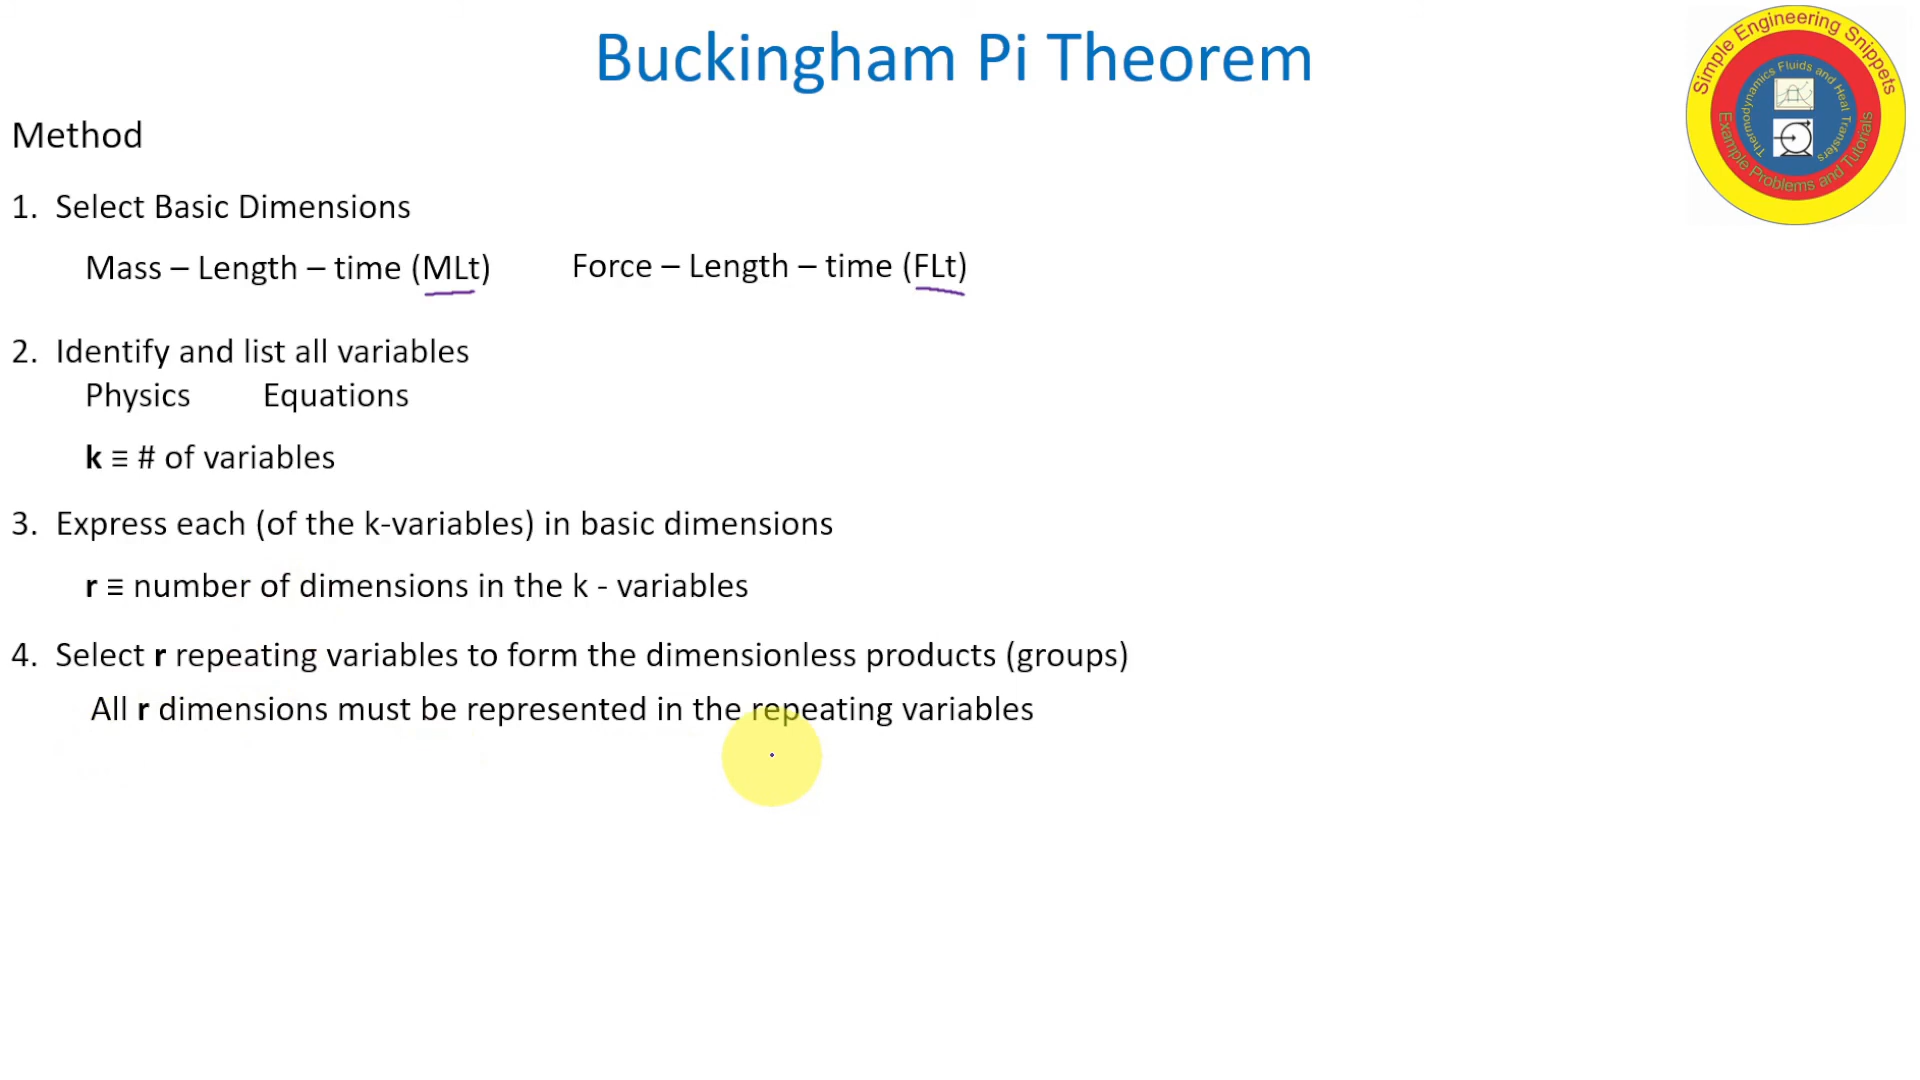 Buckingham Pi Theorem
Simple Engineering Snippets
Thermodynamics Fluids and Heat Transfers
Example Problems and Tutorials
Method
1. Select Basic Dimensions
Mass – Length – time (MLt) Force – Length – time (FLt)
2. Identify and list all variables
Physics Equations
k ≡ # of variables
3. Express each (of the k-variables) in basic dimensions
r ≡ number of dimensions in the k - variables
4. Select r repeating variables to form the dimensionless products (groups)
All r dimensions must be represented in the repeating variables